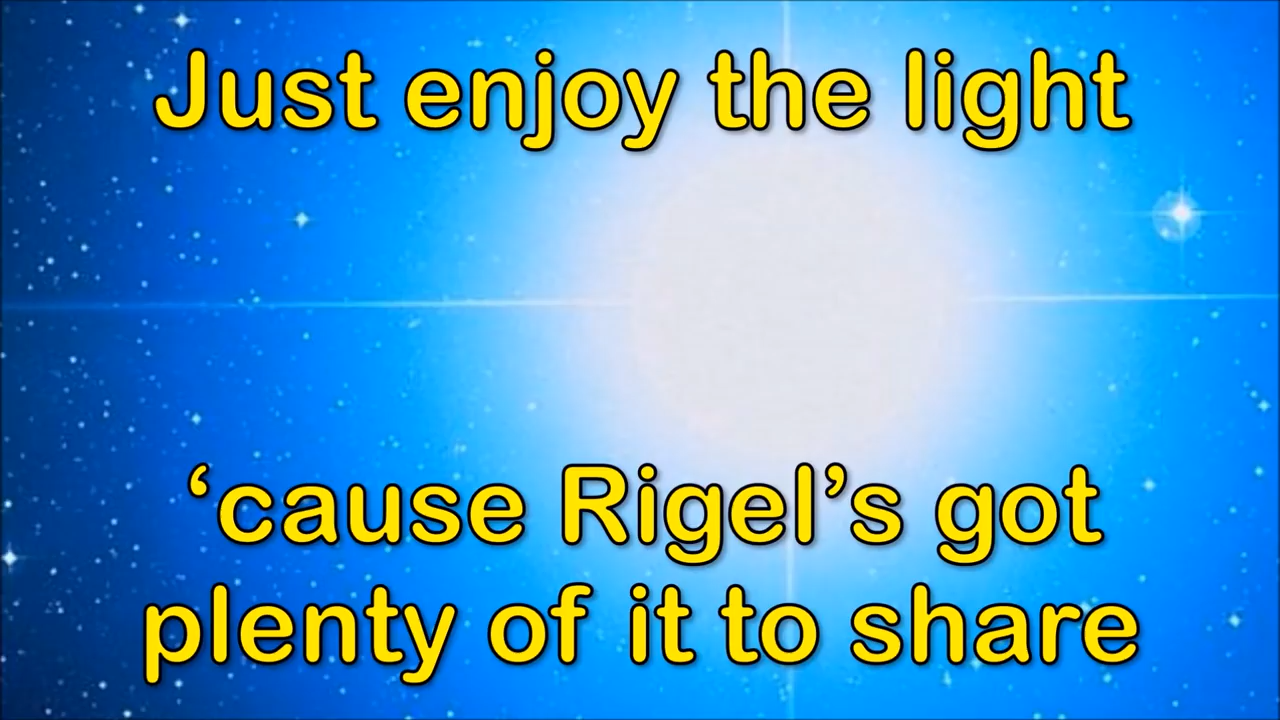 Just enjoy the light
‘cause Rigel’s got
plenty of it to share